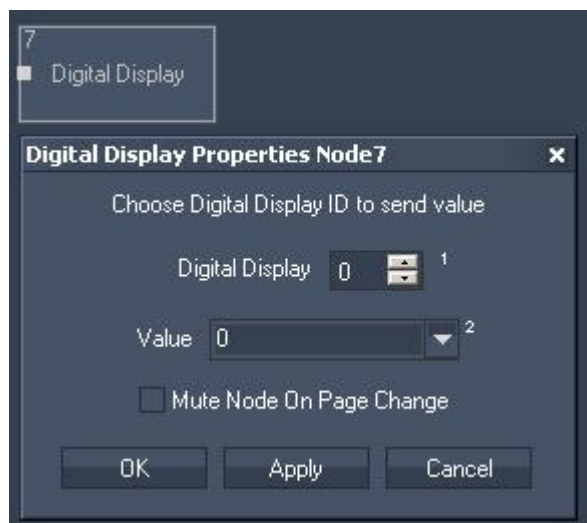 7
Digital Display
Digital Display Properties Node7 x
Choose Digital Display ID to send value
Digital Display 0 1
Value 0 2
Mute Node On Page Change
OK Apply Cancel